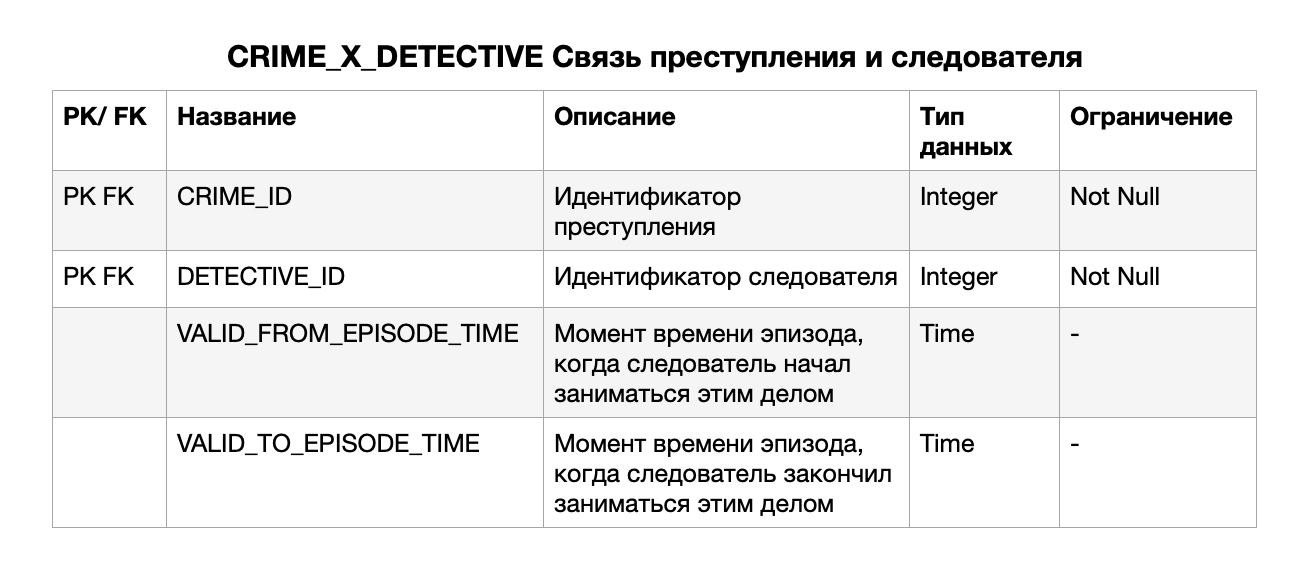 CRIME_X_DETECTIVE Связь преступления и следователя
PK/ FK Название Описание Тип данных Ограничение
PK FK CRIME_ID Идентификатор преступления Integer Not Null
PK FK DETECTIVE_ID Идентификатор следователя Integer Not Null
VALID_FROM_EPISODE_TIME Момент времени эпизода, когда следователь начал заниматься этим делом Time -
VALID_TO_EPISODE_TIME Момент времени эпизода, когда следователь закончил заниматься этим делом Time -